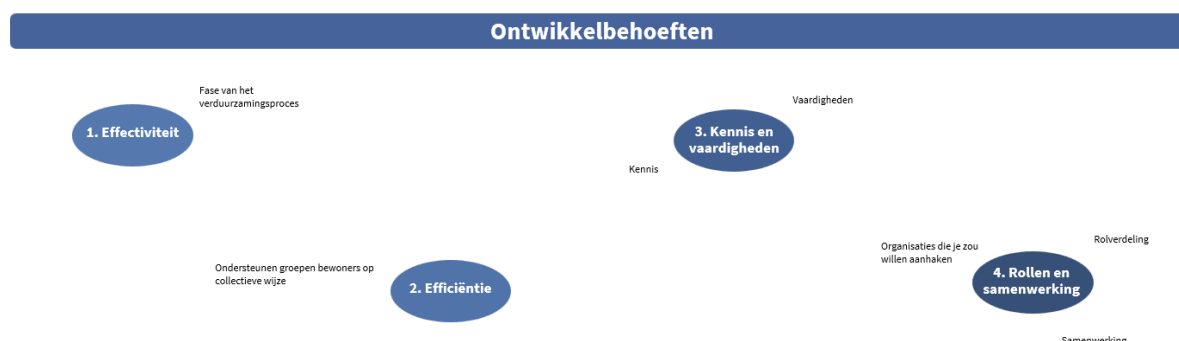 Ontwikkelbehoeften
Fase van het
verduurzamingsproces
1. Effectiviteit
Vaardigheden
3. Kennis en
vaardigheden
Kennis
Ondersteunen groepen bewoners op
collectieve wijze
2. Efficiëntie
Organisaties die je zou
willen aanhaken
Rolverdeling
4. Rollen en
samenwerking
Samenwerking